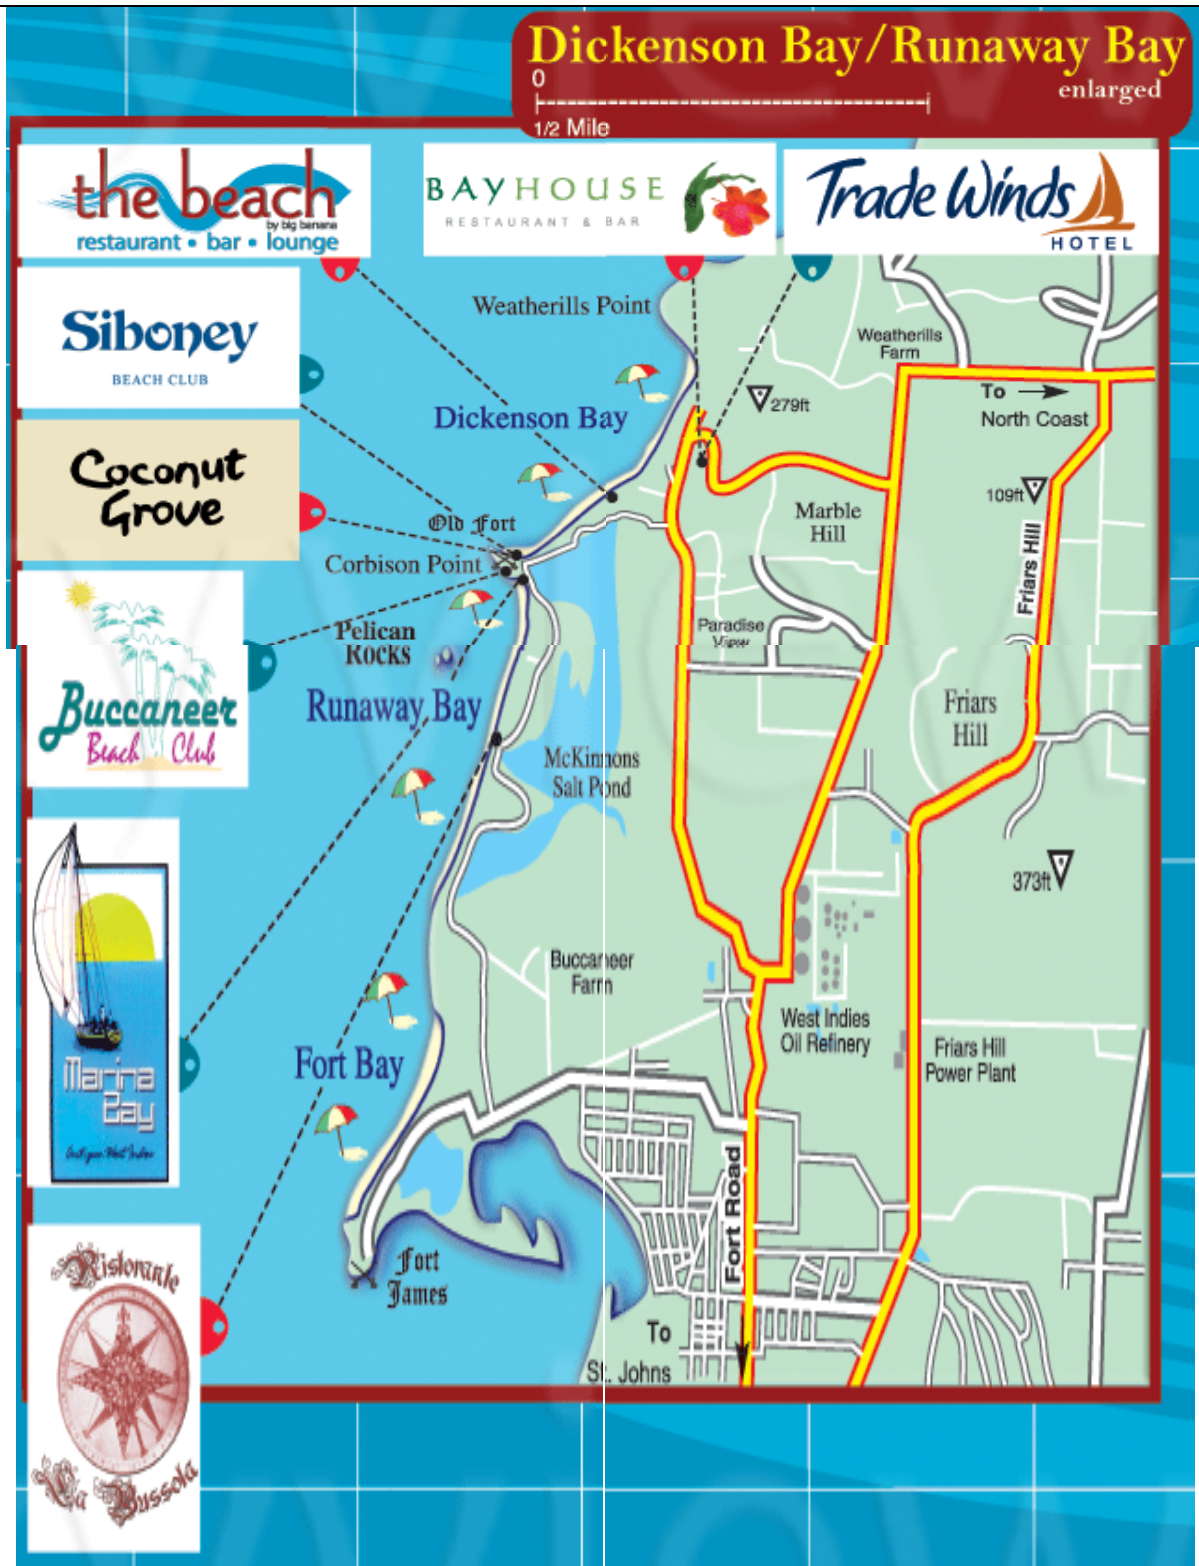 Dickenson Bay/Runaway Bay
enlarged
0
1/2 Mile
the beach
by big banana
restaurant • bar • lounge
BAYHOUSE
RESTAURANT & BAR
Trade Winds
HOTEL
Siboney
BEACH CLUB
Coconut
Grove
Buccaneer
Beach Club
Marina
Bay
Antigua West Indies
Ristorante
La Bussola
Weatherills Point
Weatherills
Farm
To
North Coast
279ft
Dickenson Bay
109ft
Marble
Hill
Friars Hill
Old Fort
Corbison Point
Pelican
Rocks
Paradise
View
Runaway Bay
Friars
Hill
McKinnons
Salt Pond
373ft
Buccaneer
Farm
West Indies
Oil Refinery
Friars Hill
Power Plant
Fort Bay
Fort Road
Fort
James
To
St. Johns